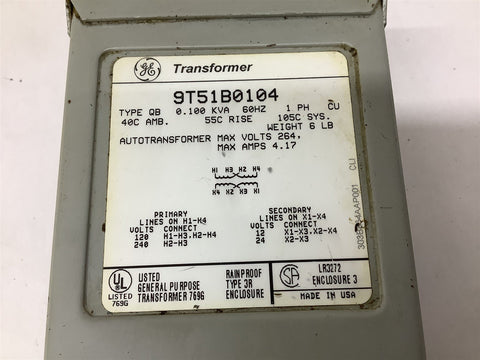 GE Transformer
9T51B0104
TYPE QB 0.100 KVA 60HZ 1 PH CU
40C AMB. 55C RISE 105C SYS.
WEIGHT 6 LB
AUTOTRANSFORMER MAX VOLTS 264,
MAX AMPS 4.17
H1 H3 H2 H4
X4 X2 X3 X1
PRIMARY
LINES ON H1-H4
VOLTS CONNECT
120 H1-H3,H2-H4
240 H2-H3
SECONDARY
LINES ON X1-X4
VOLTS CONNECT
12 X1-X3,X2-X4
24 X2-X3
CLI
UL
LISTED
769G
LISTED
GENERAL PURPOSE
TRANSFORMER 769G
RAINPROOF
TYPE 3R
ENCLOSURE
SA
LR3272
ENCLOSURE 3
MADE IN USA